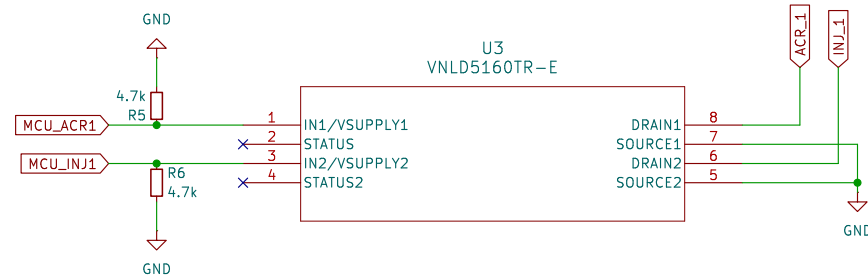 GND
ACR_1
INJ_1
U3
VNLD5160TR-E
4.7k
R5
MCU_ACR1
1
IN1/VSUPPLY1
DRAIN1
8
2
STATUS
SOURCE1
7
MCU_INJ1
3
IN2/VSUPPLY2
DRAIN2
6
R6
4.7k
4
STATUS2
SOURCE2
5
GND
GND